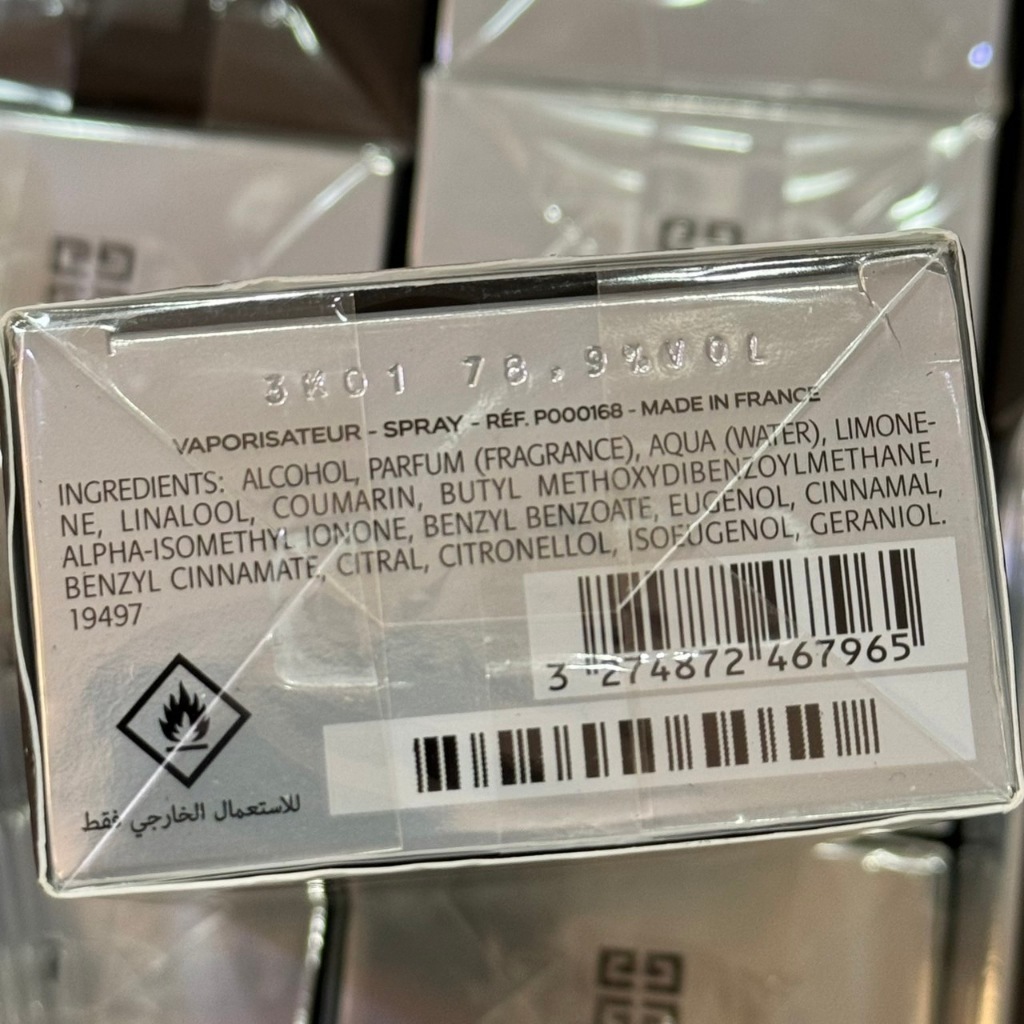 3K01 78.9%VOL
VAPORISATEUR - SPRAY - RÉF. P000168 - MADE IN FRANCE
INGREDIENTS: ALCOHOL, PARFUM (FRAGRANCE), AQUA (WATER), LIMONE-
NE, LINALOOL, COUMARIN, BUTYL METHOXYDIBENZOYLMETHANE,
ALPHA-ISOMETHYL IONONE, BENZYL BENZOATE, EUGENOL, CINNAMAL,
BENZYL CINNAMATE, CITRAL, CITRONELLOL, ISOEUGENOL, GERANIOL.
19497
3 274872 467965
للاستعمال الخارجي فقط